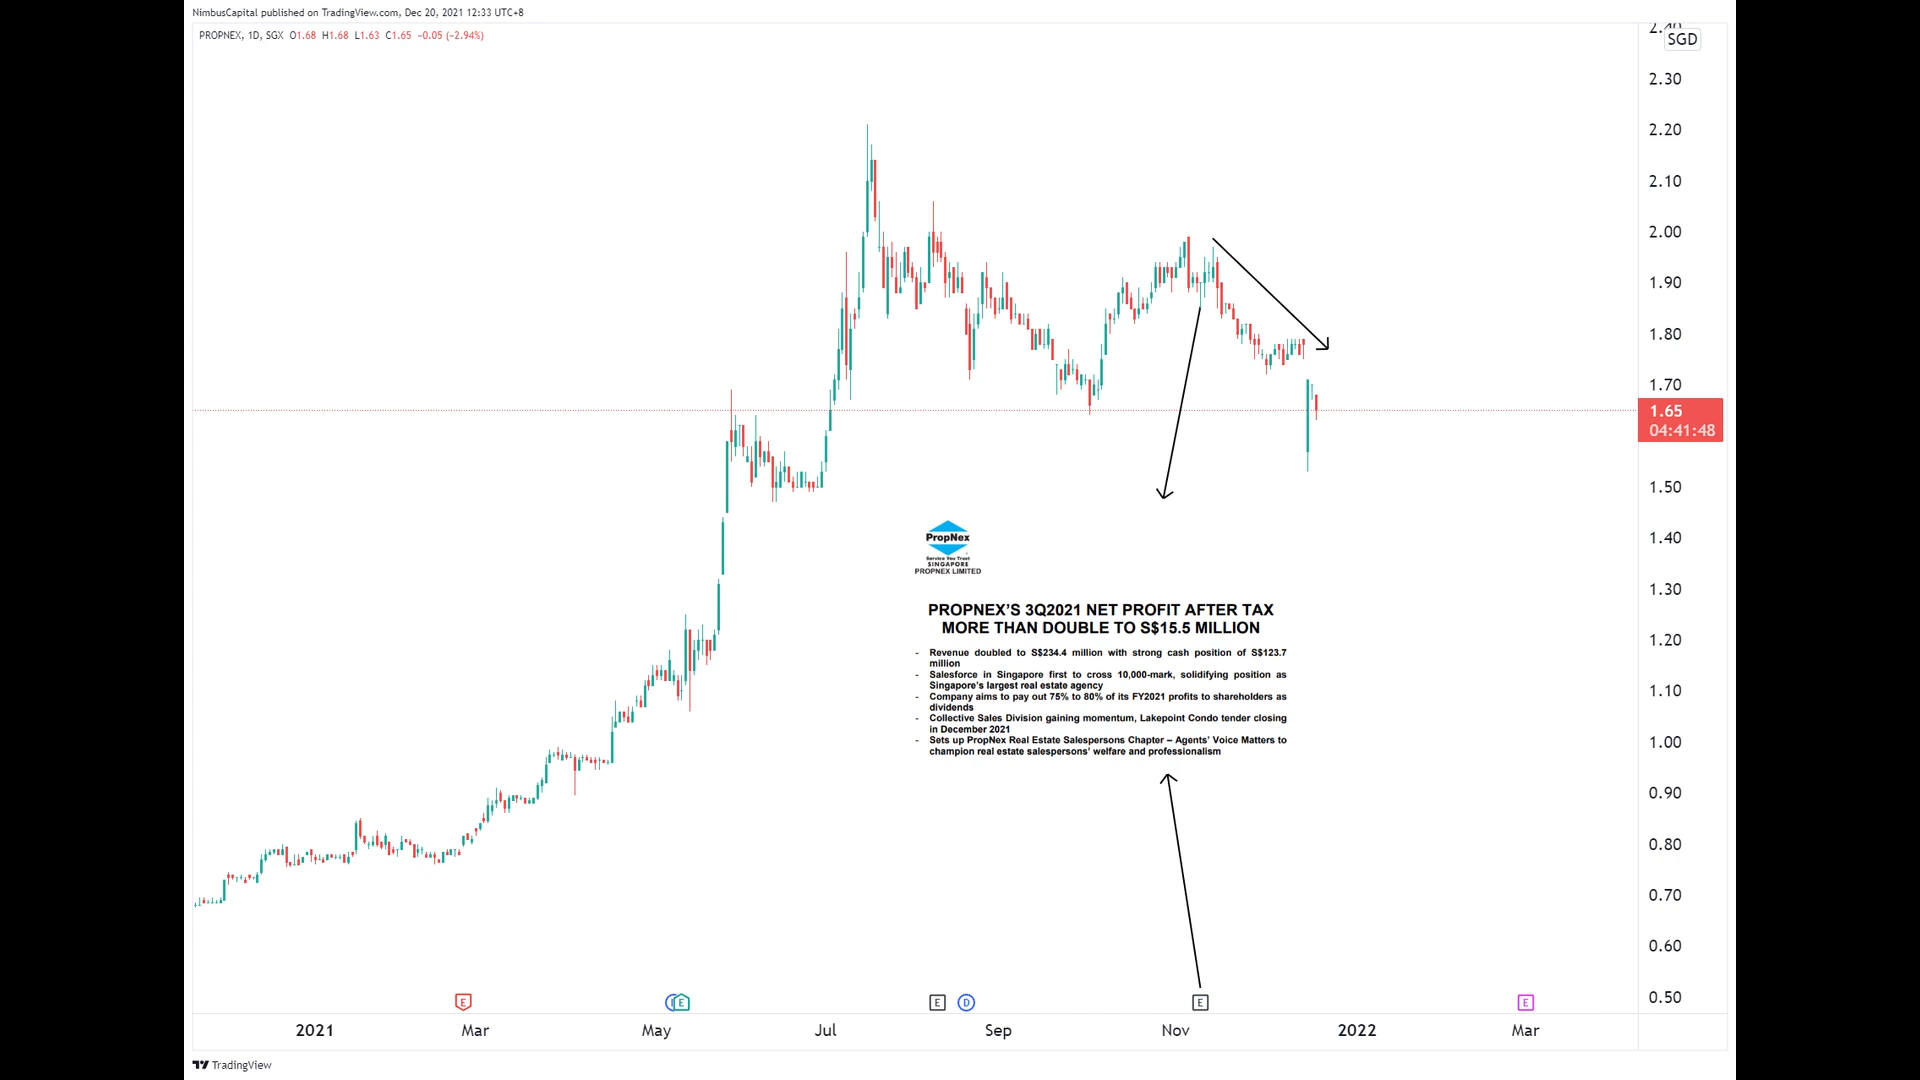 NimbusCapital published on TradingView.com, Dec 20, 2021 12:33 UTC+8
PROPNEX, 1D, SGX O1.68 H1.68 L1.63 C1.65 −0.05 (−2.94%)
2.40
SGD
2.30
2.20
2.10
2.00
1.90
1.80
1.70
1.65
04:41:48
1.50
1.40
1.30
1.20
1.10
1.00
0.90
0.80
0.70
0.60
0.50
PropNex
Service You Trust
SINGAPORE
PROPNEX LIMITED
PROPNEX’S 3Q2021 NET PROFIT AFTER TAX
MORE THAN DOUBLE TO S$15.5 MILLION
- Revenue doubled to S$234.4 million with strong cash position of S$123.7
million
- Salesforce in Singapore first to cross 10,000-mark, solidifying position as
Singapore’s largest real estate agency
- Company aims to pay out 75% to 80% of its FY2021 profits to shareholders as
dividends
- Collective Sales Division gaining momentum, Lakepoint Condo tender closing
in December 2021
- Sets up PropNex Real Estate Salespersons Chapter – Agents’ Voice Matters to
champion real estate salespersons’ welfare and professionalism
E E E D E E
2021 Mar May Jul Sep Nov 2022 Mar
TradingView